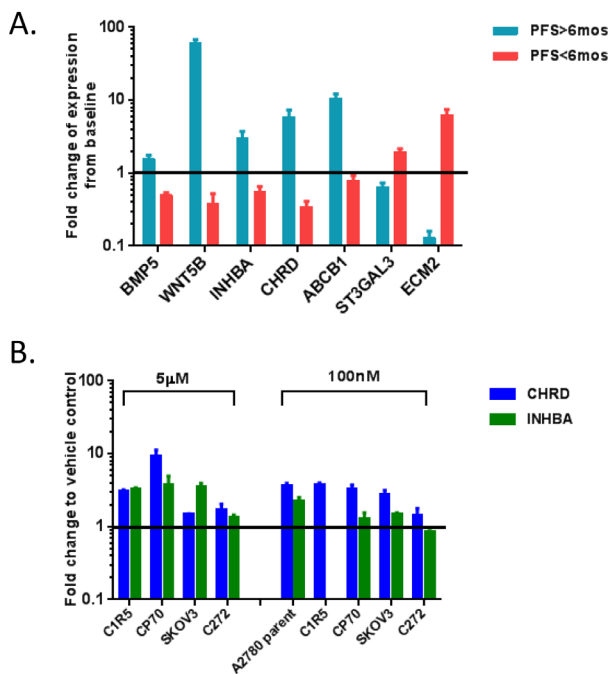 A.
PFS>6mos
PFS<6mos
Fold change of expression
from baseline
100
10
1
0.1
BMP5
WNT5B
INHBA
CHRD
ABCB1
ST3GAL3
ECM2
B.
5µM
100nM
CHRD
INHBA
Fold change to vehicle control
100
10
1
0.1
C1R5
CP70
SKOV3
C272
A2780 parent
C1R5
CP70
SKOV3
C272